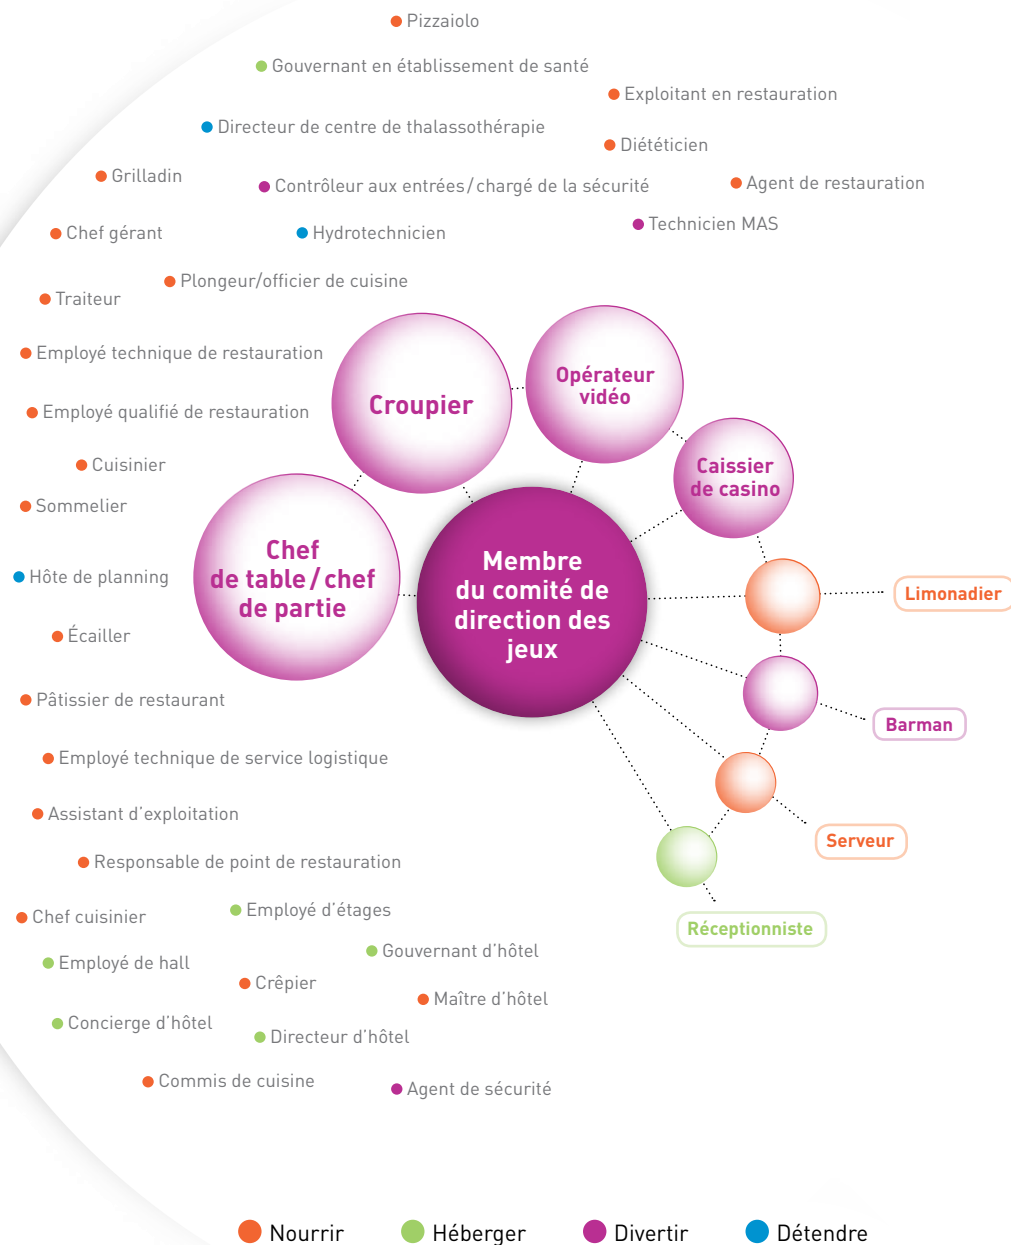 Pizzaiolo
Gouvernant en établissement de santé
Exploitant en restauration
Directeur de centre de thalassothérapie
Diététicien
Grilladin
Contrôleur aux entrées/chargé de la sécurité
Agent de restauration
Chef gérant
Hydrotechnicien
Technicien MAS
Plongeur/officier de cuisine
Traiteur
Employé technique de restauration
Croupier
Opérateur
vidéo
Employé qualifié de restauration
Cuisinier
Caissier
de casino
Sommelier
Chef
de table/chef
de partie
Membre
du comité de
direction des
jeux
Hôte de planning
Limonadier
Écailler
Pâtissier de restaurant
Barman
Employé technique de service logistique
Assistant d'exploitation
Serveur
Responsable de point de restauration
Chef cuisinier
Employé d'étages
Réceptionniste
Employé de hall
Gouvernant d'hôtel
Crêpier
Maître d'hôtel
Concierge d'hôtel
Directeur d'hôtel
Commis de cuisine
Agent de sécurité
Nourrir
Héberger
Divertir
Détendre